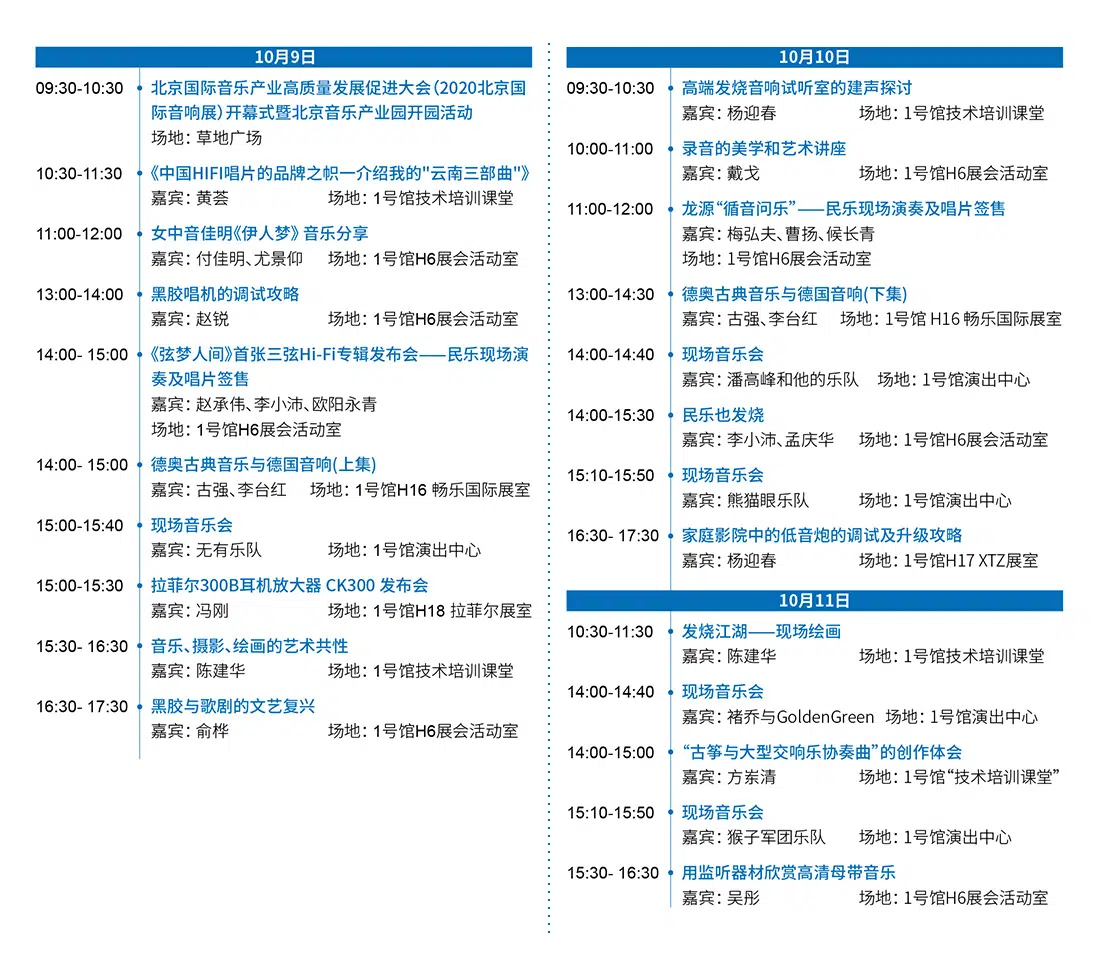 10月9日
09:30-10:30
北京国际音乐产业高质量发展促进大会（2020北京国
际音响展）开幕式暨北京音乐产业园开园活动
场地：草地广场
10:30-11:30
《中国HIFI唱片的品牌之帜一介绍我的"云南三部曲"》
嘉宾：黄荟 场地：1号馆技术培训课堂
11:00-12:00
女中音佳明《伊人梦》音乐分享
嘉宾：付佳明、尤景仰 场地：1号馆H6展会活动室
13:00-14:00
黑胶唱机的调试攻略
嘉宾：赵锐 场地：1号馆H6展会活动室
14:00- 15:00
《弦梦人间》首张三弦Hi-Fi专辑发布会——民乐现场演
奏及唱片签售
嘉宾：赵承伟、李小沛、欧阳永青
场地：1号馆H6展会活动室
14:00- 15:00
德奥古典音乐与德国音响(上集)
嘉宾：古强、李台红 场地：1号馆H16 畅乐国际展室
15:00-15:40
现场音乐会
嘉宾：无有乐队 场地：1号馆演出中心
15:00-15:30
拉菲尔300B耳机放大器 CK300 发布会
嘉宾：冯刚 场地：1号馆H18 拉菲尔展室
15:30- 16:30
音乐、摄影、绘画的艺术共性
嘉宾：陈建华 场地：1号馆技术培训课堂
16:30- 17:30
黑胶与歌剧的文艺复兴
嘉宾：俞桦 场地：1号馆H6展会活动室
10月10日
09:30-10:30
高端发烧音响试听室的建声探讨
嘉宾：杨迎春 场地：1号馆技术培训课堂
10:00-11:00
录音的美学和艺术讲座
嘉宾：戴戈 场地：1号馆H6展会活动室
11:00-12:00
龙源“循音问乐”——民乐现场演奏及唱片签售
嘉宾：梅弘夫、曹扬、候长青
场地：1号馆H6展会活动室
13:00-14:30
德奥古典音乐与德国音响(下集)
嘉宾：古强、李台红 场地：1号馆 H16 畅乐国际展室
14:00-14:40
现场音乐会
嘉宾：潘高峰和他的乐队 场地：1号馆演出中心
14:00-15:30
民乐也发烧
嘉宾：李小沛、孟庆华 场地：1号馆H6展会活动室
15:10-15:50
现场音乐会
嘉宾：熊猫眼乐队 场地：1号馆演出中心
16:30- 17:30
家庭影院中的低音炮的调试及升级攻略
嘉宾：杨迎春 场地：1号馆H17 XTZ展室
10月11日
10:30-11:30
发烧江湖——现场绘画
嘉宾：陈建华 场地：1号馆技术培训课堂
14:00-14:40
现场音乐会
嘉宾：褚乔与GoldenGreen 场地：1号馆演出中心
14:00-15:00
“古筝与大型交响乐协奏曲”的创作体会
嘉宾：方岽清 场地：1号馆“技术培训课堂”
15:10-15:50
现场音乐会
嘉宾：猴子军团乐队 场地：1号馆演出中心
15:30- 16:30
用监听器材欣赏高清母带音乐
嘉宾：吴彤 场地：1号馆H6展会活动室